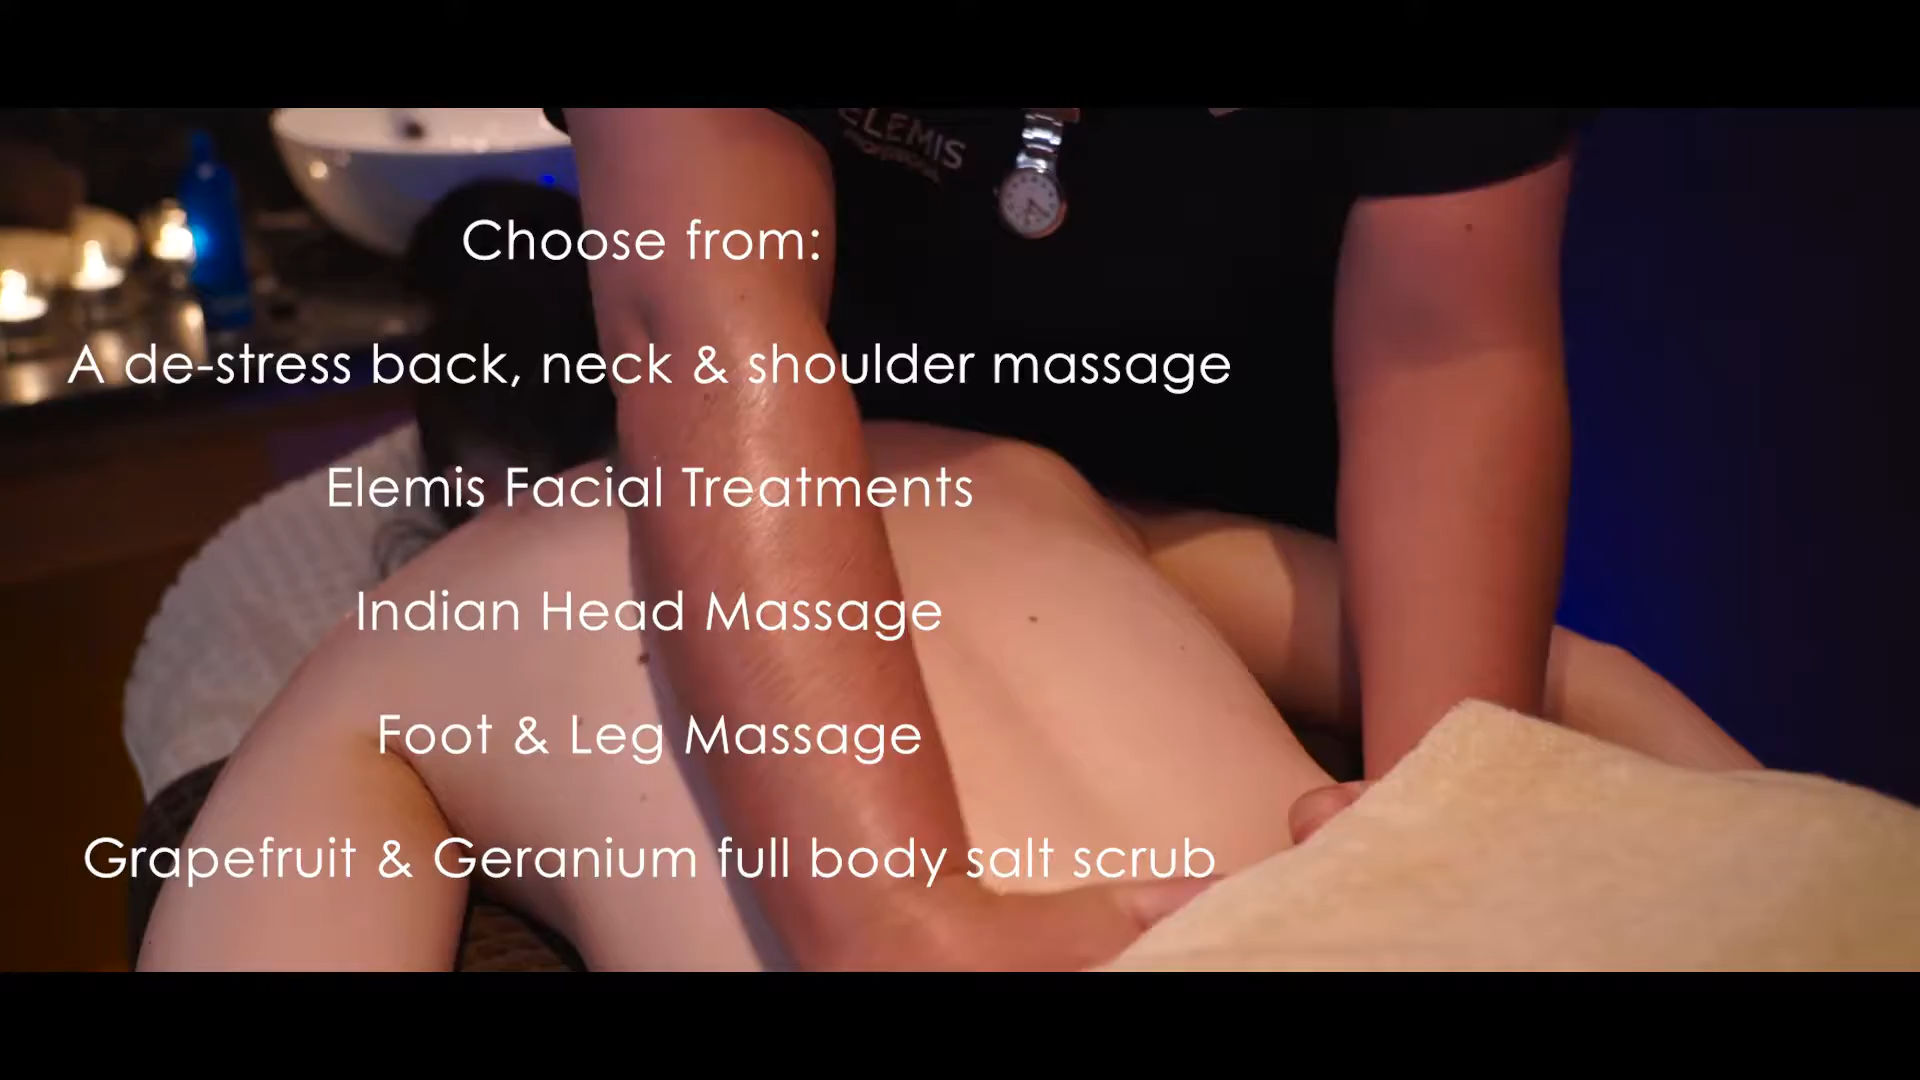 ELEMIS
Choose from:
A de-stress back, neck & shoulder massage
Elemis Facial Treatments
Indian Head Massage
Foot & Leg Massage
Grapefruit & Geranium full body salt scrub